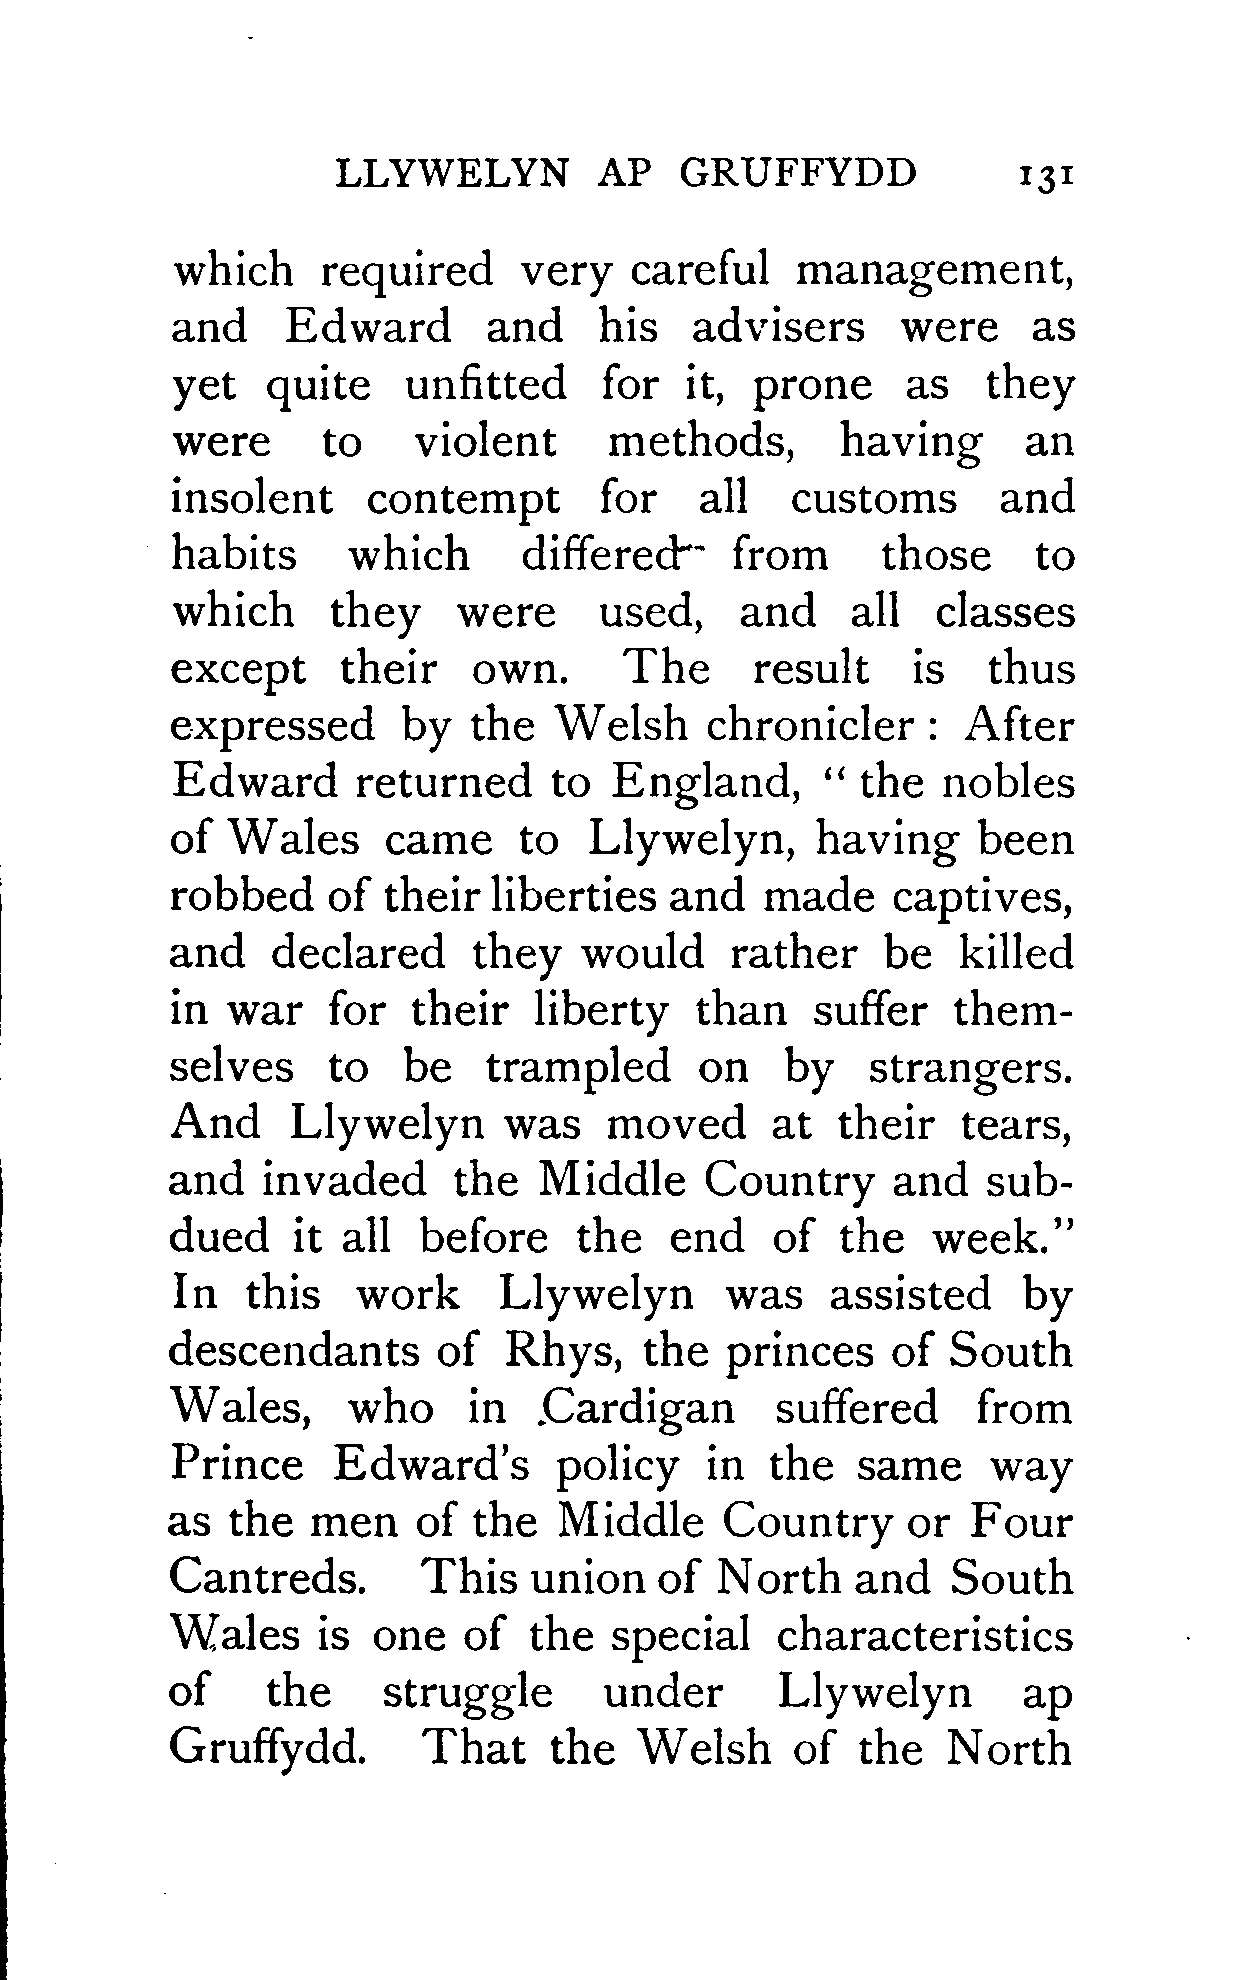 LLYWELYN AP GRUFFYDD 131
which required very careful management,
and Edward and his advisers were as
yet quite unfitted for it, prone as they
were to violent methods, having an
insolent contempt for all customs and
habits which differed from those to
which they were used, and all classes
except their own. The result is thus
expressed by the Welsh chronicler : After
Edward returned to England, “ the nobles
of Wales came to Llywelyn, having been
robbed of their liberties and made captives,
and declared they would rather be killed
in war for their liberty than suffer them-
selves to be trampled on by strangers.
And Llywelyn was moved at their tears,
and invaded the Middle Country and sub-
dued it all before the end of the week.”
In this work Llywelyn was assisted by
descendants of Rhys, the princes of South
Wales, who in Cardigan suffered from
Prince Edward's policy in the same way
as the men of the Middle Country or Four
Cantreds. This union of North and South
Wales is one of the special characteristics
of the struggle under Llywelyn ap
Gruffydd. That the Welsh of the North